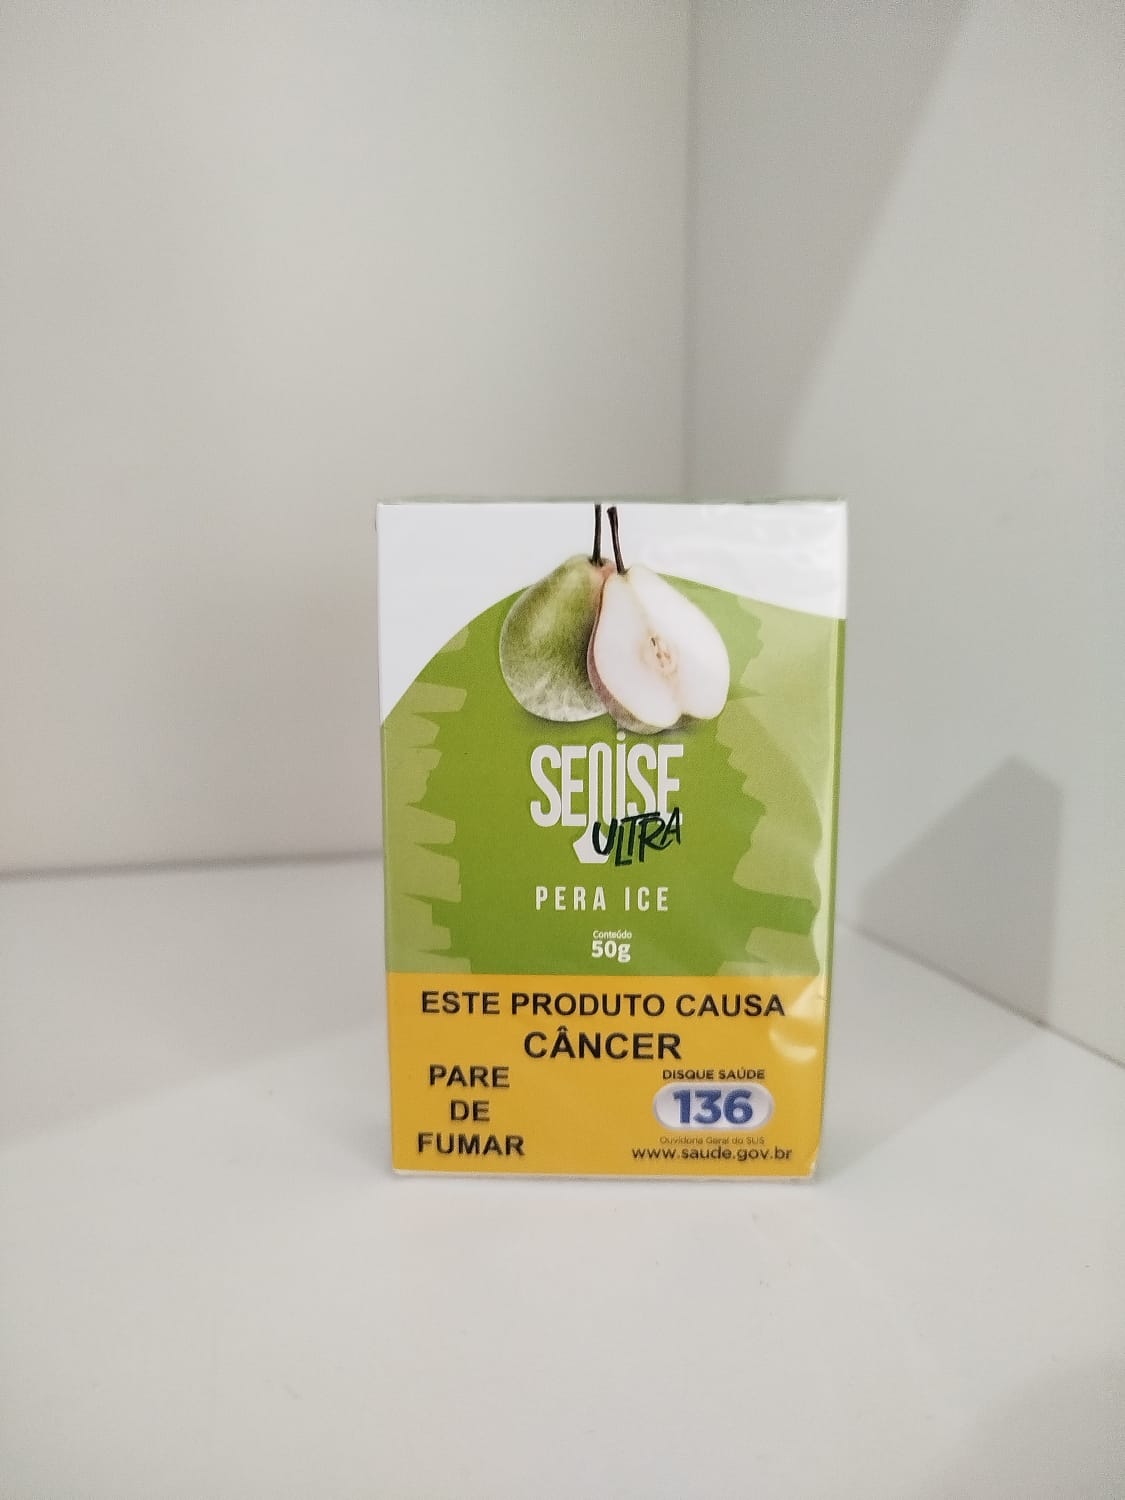 SENSE
ULTRA
PERA ICE
Conteúdo
50g
ESTE PRODUTO CAUSA
CÂNCER
PARE
DE
FUMAR
DISQUE SAÚDE
136
Ouvidoria Geral do SUS
www.saude.gov.br